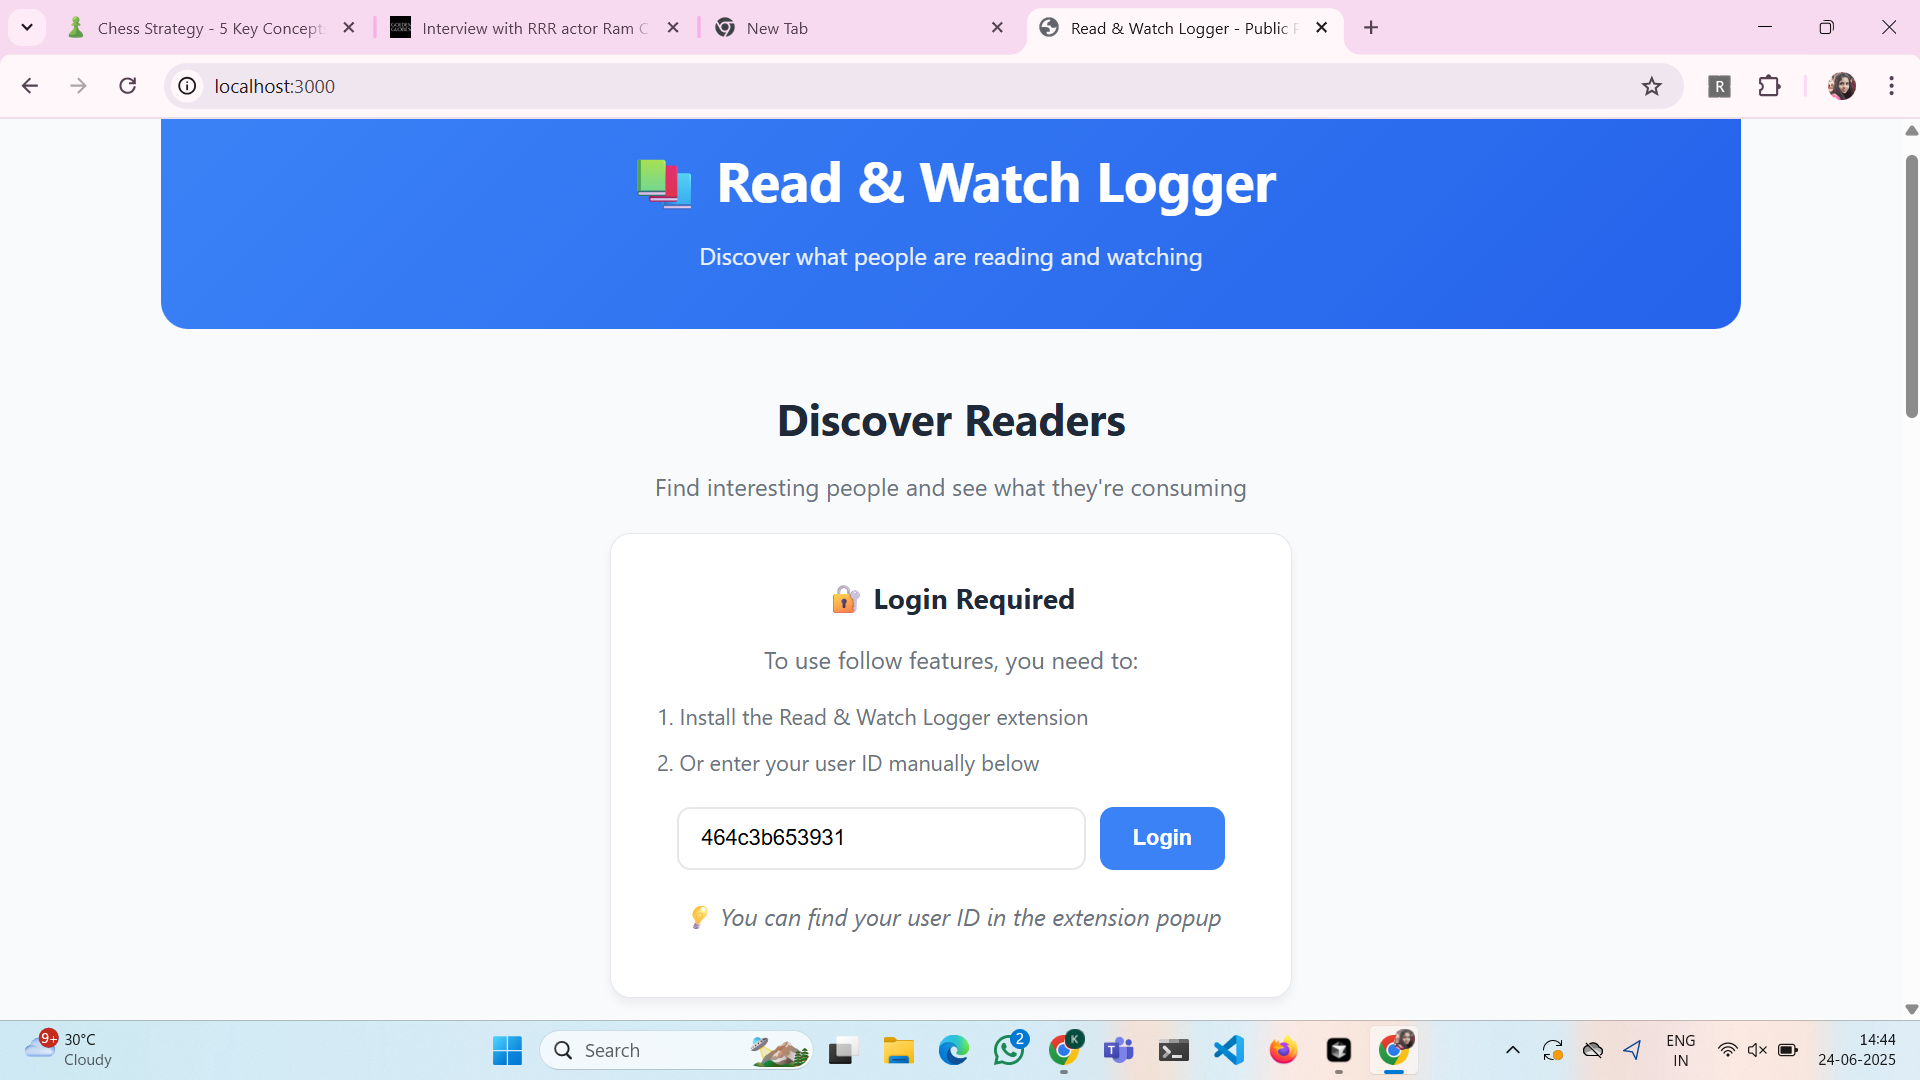 Chess Strategy - 5 Key Concepts
Interview with RRR actor Ram C
New Tab
Read & Watch Logger - Public P
localhost:3000
R
Read & Watch Logger
Discover what people are reading and watching
Discover Readers
Find interesting people and see what they're consuming
Login Required
To use follow features, you need to:
1. Install the Read & Watch Logger extension
2. Or enter your user ID manually below
464c3b653931
Login
You can find your user ID in the extension popup
9+
30°C
Cloudy
Search
2
K
ENG
IN
14:44
24-06-2025